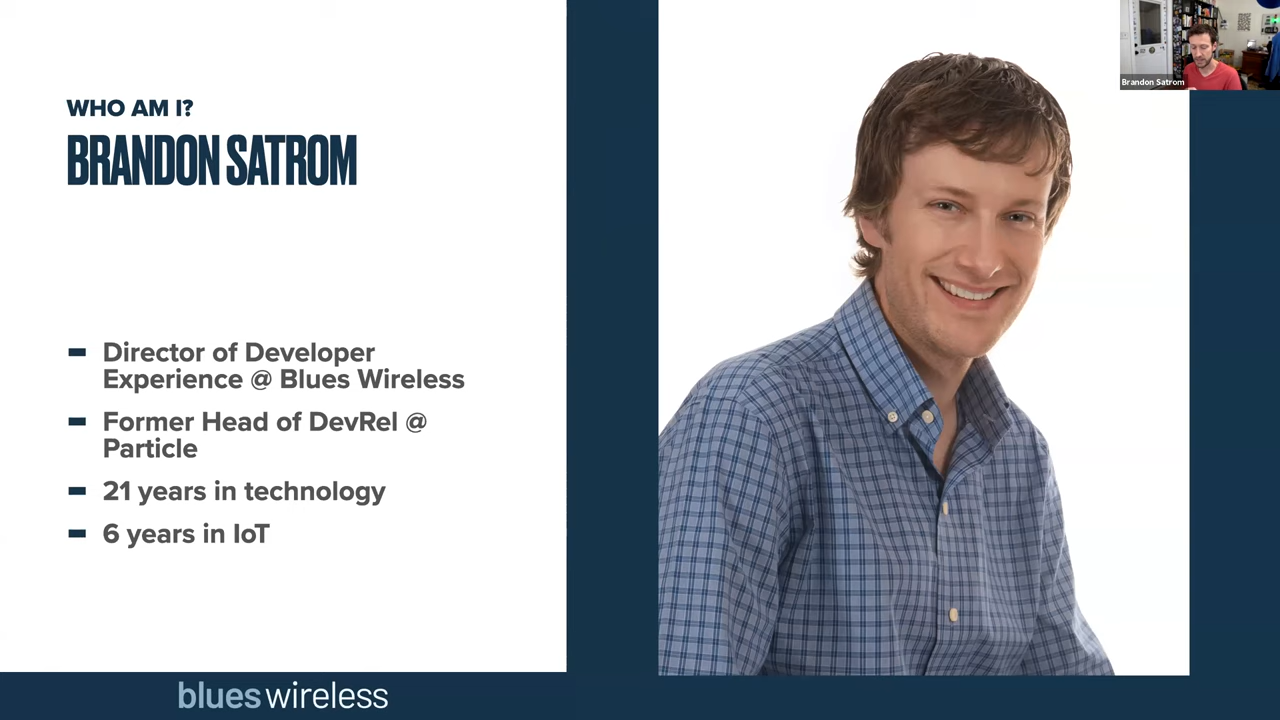 WHO AM I?
BRANDON SATROM
Director of Developer
Experience @ Blues Wireless
Former Head of DevRel @
Particle
21 years in technology
6 years in IoT
blues wireless
Brandon Satrom